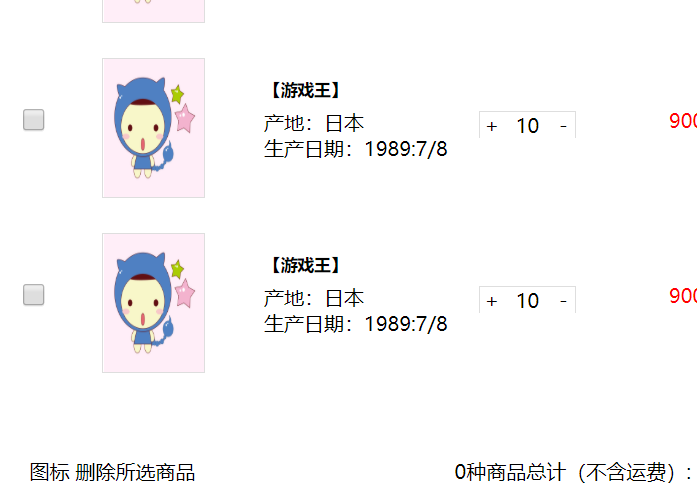 【游戏王】
产地：日本
生产日期：1989:7/8
+ 10 -
900
【游戏王】
产地：日本
生产日期：1989:7/8
+ 10 -
900
图标 删除所选商品
0种商品总计（不含运费）: